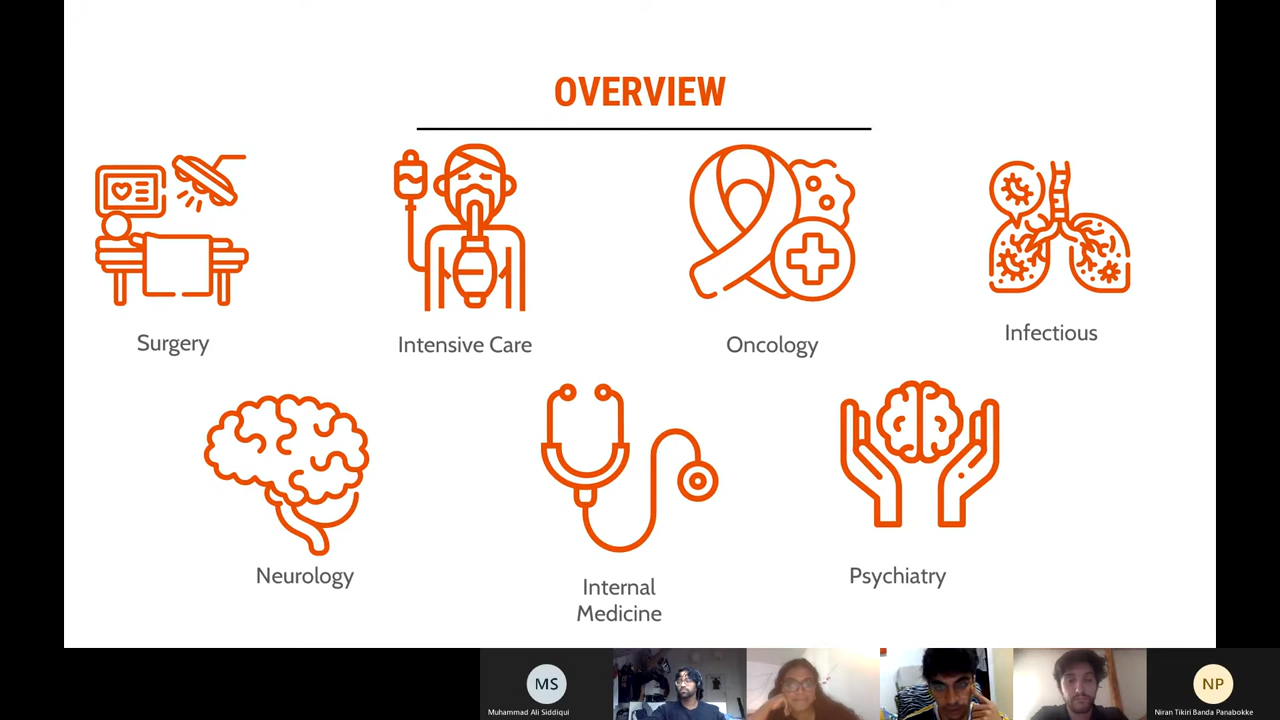 OVERVIEW
Surgery
Intensive Care
Oncology
Infectious
Neurology
Internal
Medicine
Psychiatry
MS
Muhammad Ali Siddiqui
NP
Niran Tikiri Banda Panabokke